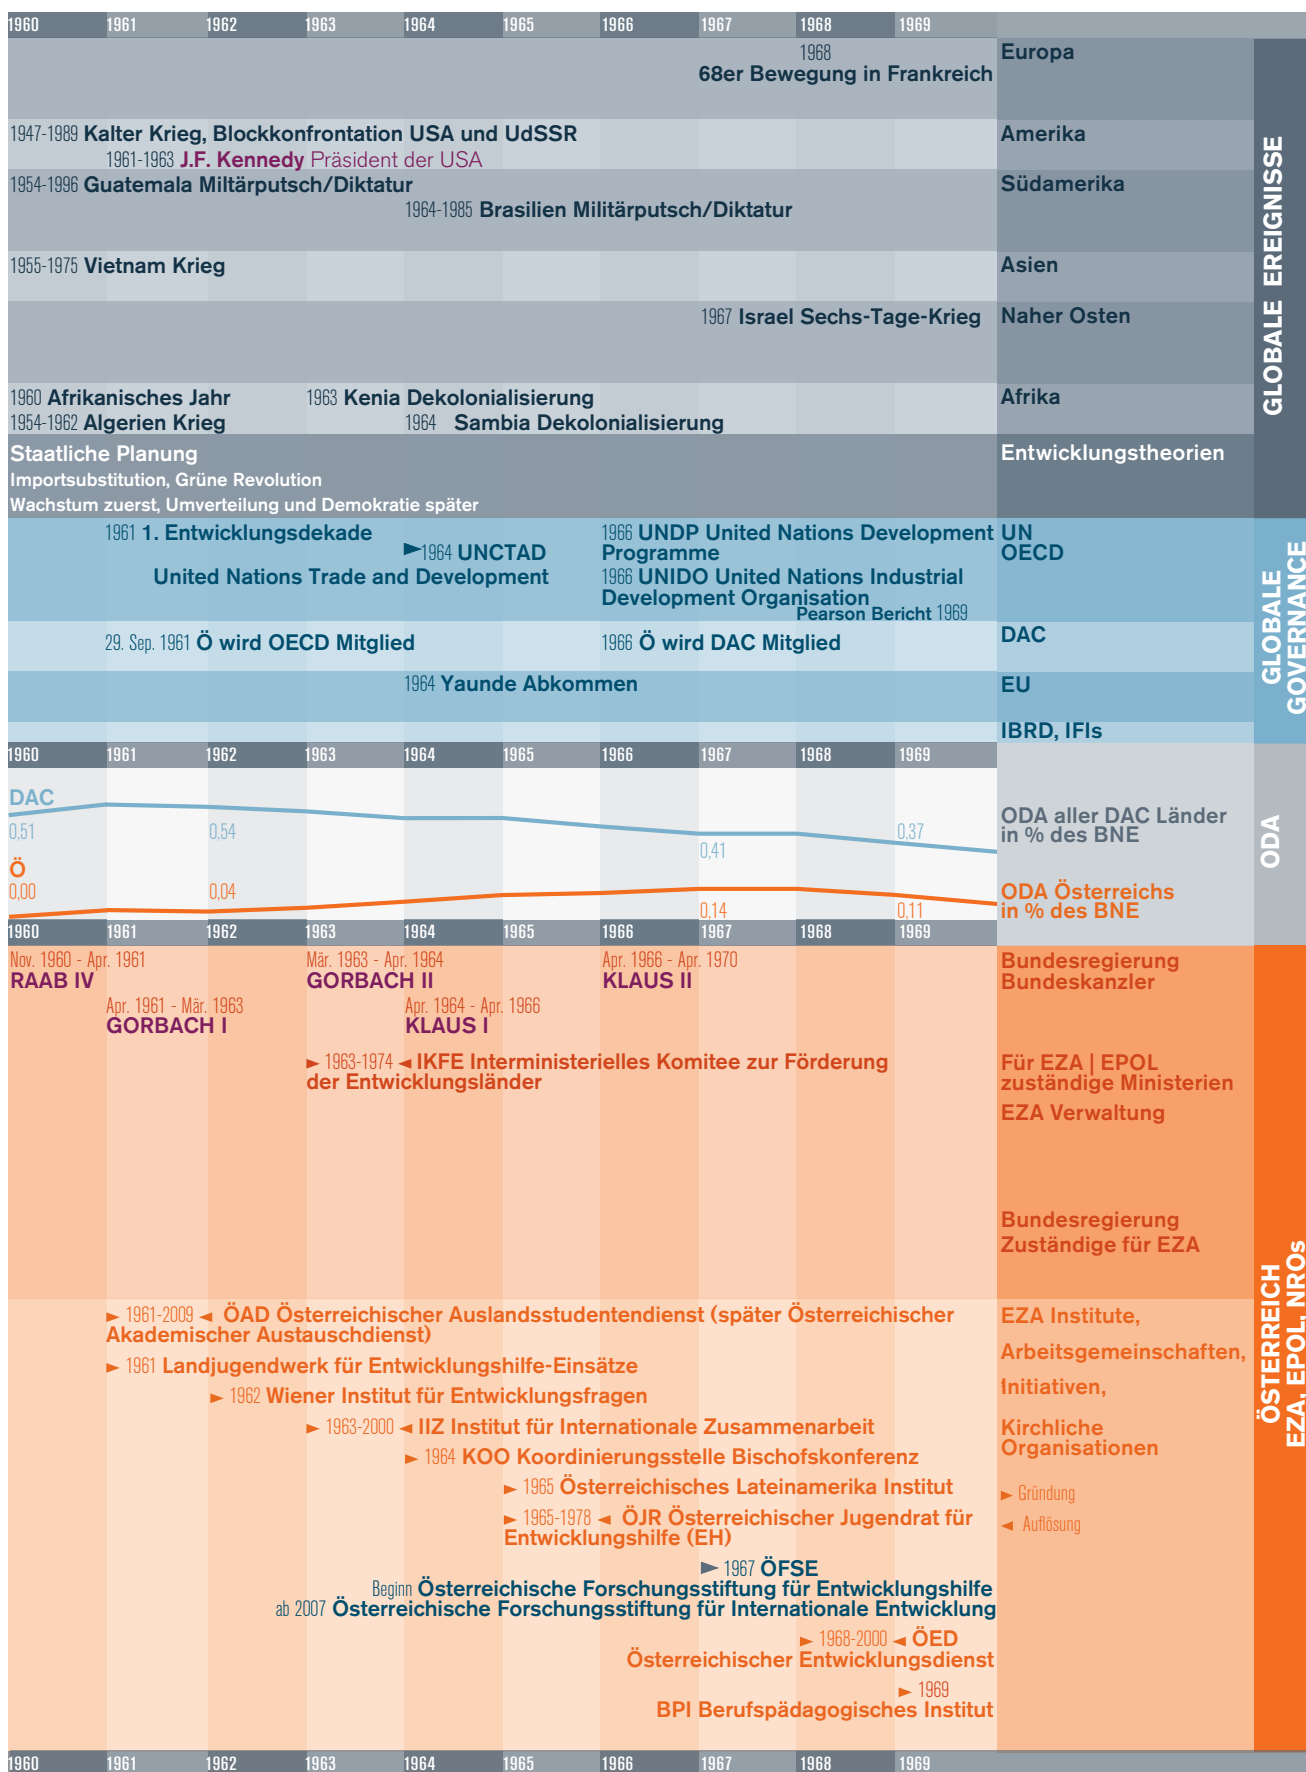 1960 1961 1962 1963 1964 1965 1966 1967 1968 1969
1968
68er Bewegung in Frankreich
Europa
1947-1989 Kalter Krieg, Blockkonfrontation USA und UdSSR
Amerika
1961-1963 J.F. Kennedy Präsident der USA
1954-1996 Guatemala Miltärputsch/Diktatur
Südamerika
1964-1985 Brasilien Militärputsch/Diktatur
1955-1975 Vietnam Krieg
Asien
1967 Israel Sechs-Tage-Krieg
Naher Osten
1960 Afrikanisches Jahr
1963 Kenia Dekolonialisierung
Afrika
1954-1962 Algerien Krieg
1964 Sambia Dekolonialisierung
GLOBALE EREIGNISSE
Staatliche Planung
Entwicklungstheorien
Importsubstitution, Grüne Revolution
Wachstum zuerst, Umverteilung und Demokratie später
1961 1. Entwicklungsdekade
►1964 UNCTAD
United Nations Trade and Development
1966 UNDP United Nations Development
Programme
1966 UNIDO United Nations Industrial
Development Organisation
Pearson Bericht 1969
UN
OECD
29. Sep. 1961 Ö wird OECD Mitglied
1966 Ö wird DAC Mitglied
DAC
1964 Yaunde Abkommen
EU
IBRD, IFIs
GLOBALE
GOVERNANCE
1960 1961 1962 1963 1964 1965 1966 1967 1968 1969
DAC
0,51 0,54 0,41 0,37
ODA aller DAC Länder
in % des BNE
Ö
0,00 0,04 0,14 0,11
ODA Österreichs
in % des BNE
ODA
1960 1961 1962 1963 1964 1965 1966 1967 1968 1969
Nov. 1960 - Apr. 1961
RAAB IV
Mär. 1963 - Apr. 1964
GORBACH II
Apr. 1966 - Apr. 1970
KLAUS II
Bundesregierung
Bundeskanzler
Apr. 1961 - Mär. 1963
GORBACH I
Apr. 1964 - Apr. 1966
KLAUS I
► 1963-1974 ◄ IKFE Interministerielles Komitee zur Förderung
der Entwicklungsländer
Für EZA | EPOL
zuständige Ministerien
EZA Verwaltung
Bundesregierung
Zuständige für EZA
► 1961-2009 ◄ ÖAD Österreichischer Auslandsstudentendienst (später Österreichischer
Akademischer Austauschdienst)
► 1961 Landjugendwerk für Entwicklungshilfe-Einsätze
► 1962 Wiener Institut für Entwicklungsfragen
► 1963-2000 ◄ IIZ Institut für Internationale Zusammenarbeit
► 1964 KOO Koordinierungsstelle Bischofskonferenz
► 1965 Österreichisches Lateinamerika Institut
► 1965-1978 ◄ ÖJR Österreichischer Jugendrat für
Entwicklungshilfe (EH)
► 1967 ÖFSE
Beginn Österreichische Forschungsstiftung für Entwicklungshilfe
ab 2007 Österreichische Forschungsstiftung für Internationale Entwicklung
► 1968-2000 ◄ ÖED
Österreichischer Entwicklungsdienst
► 1969
BPI Berufspädagogisches Institut
EZA Institute,
Arbeitsgemeinschaften,
Initiativen,
Kirchliche
Organisationen
► Gründung
◄ Auflösung
ÖSTERREICH
EZA, EPOL, NROs
1960 1961 1962 1963 1964 1965 1966 1967 1968 1969